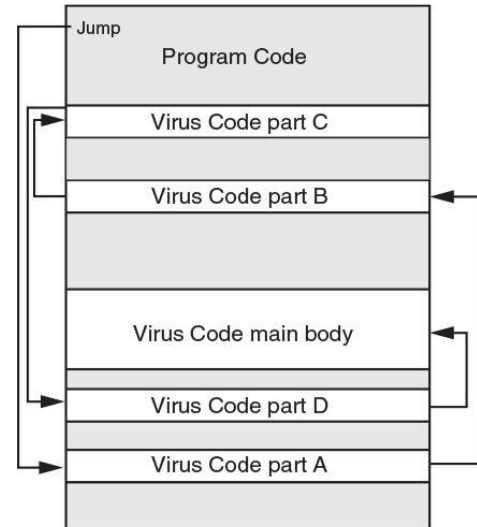 Jump
Program Code
Virus Code part C
Virus Code part B
Virus Code main body
Virus Code part D
Virus Code part A